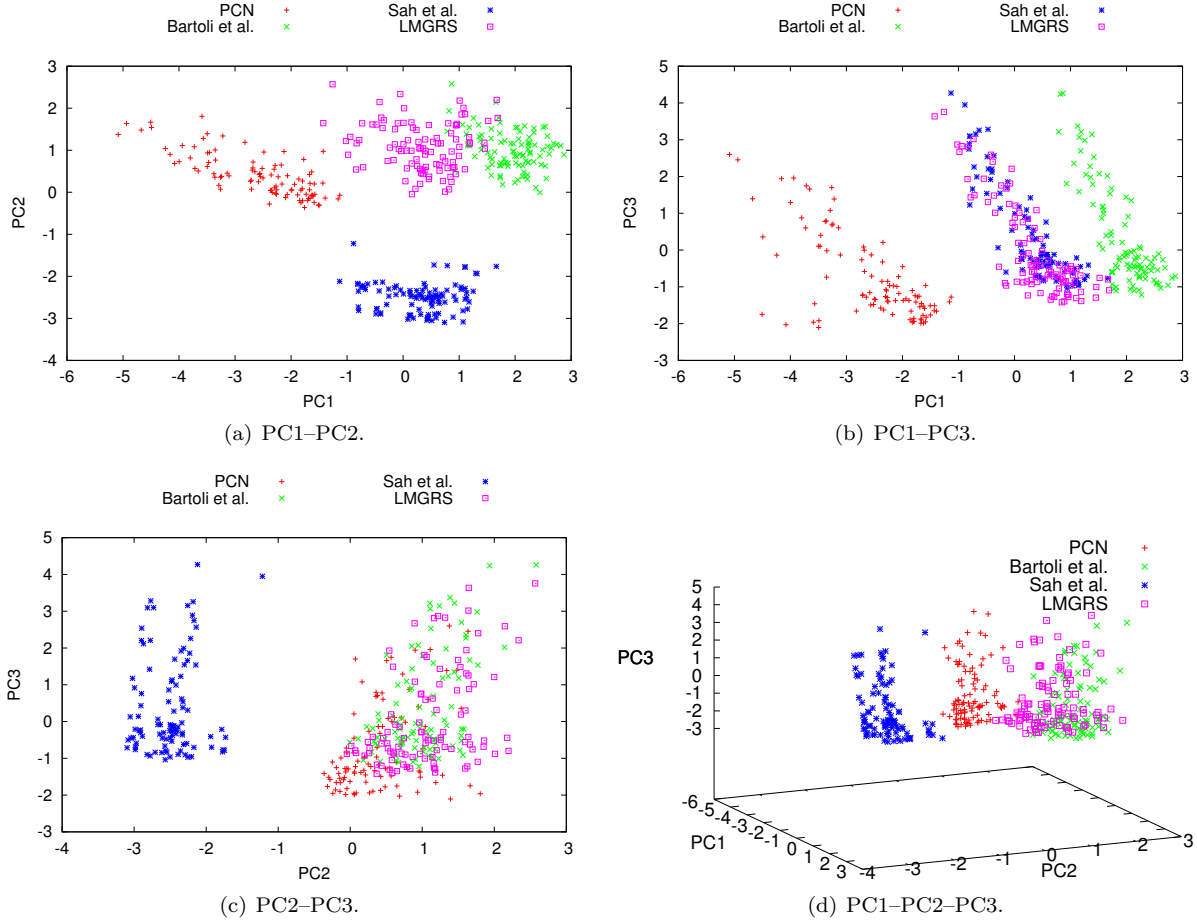 PCN Sah et al.
Bartoli et al. LMGRS
3
2
1
0
-1
-2
-3
-4
PC2
-6 -5 -4 -3 -2 -1 0 1 2 3
PC1
(a) PC1–PC2.
PCN Sah et al.
Bartoli et al. LMGRS
5
4
3
2
1
0
-1
-2
-3
PC3
-6 -5 -4 -3 -2 -1 0 1 2 3
PC1
(b) PC1–PC3.
PCN Sah et al.
Bartoli et al. LMGRS
5
4
3
2
1
0
-1
-2
-3
PC3
-4 -3 -2 -1 0 1 2 3
PC2
(c) PC2–PC3.
PCN
Bartoli et al.
Sah et al.
LMGRS
5
4
3
2
1
0
-1
-2
-3
PC3
-6
-5
-4
-3
-2
-1
0
1
2
3
PC1
-4 -3 -2 -1 0 1 2 3
PC2
(d) PC1–PC2–PC3.